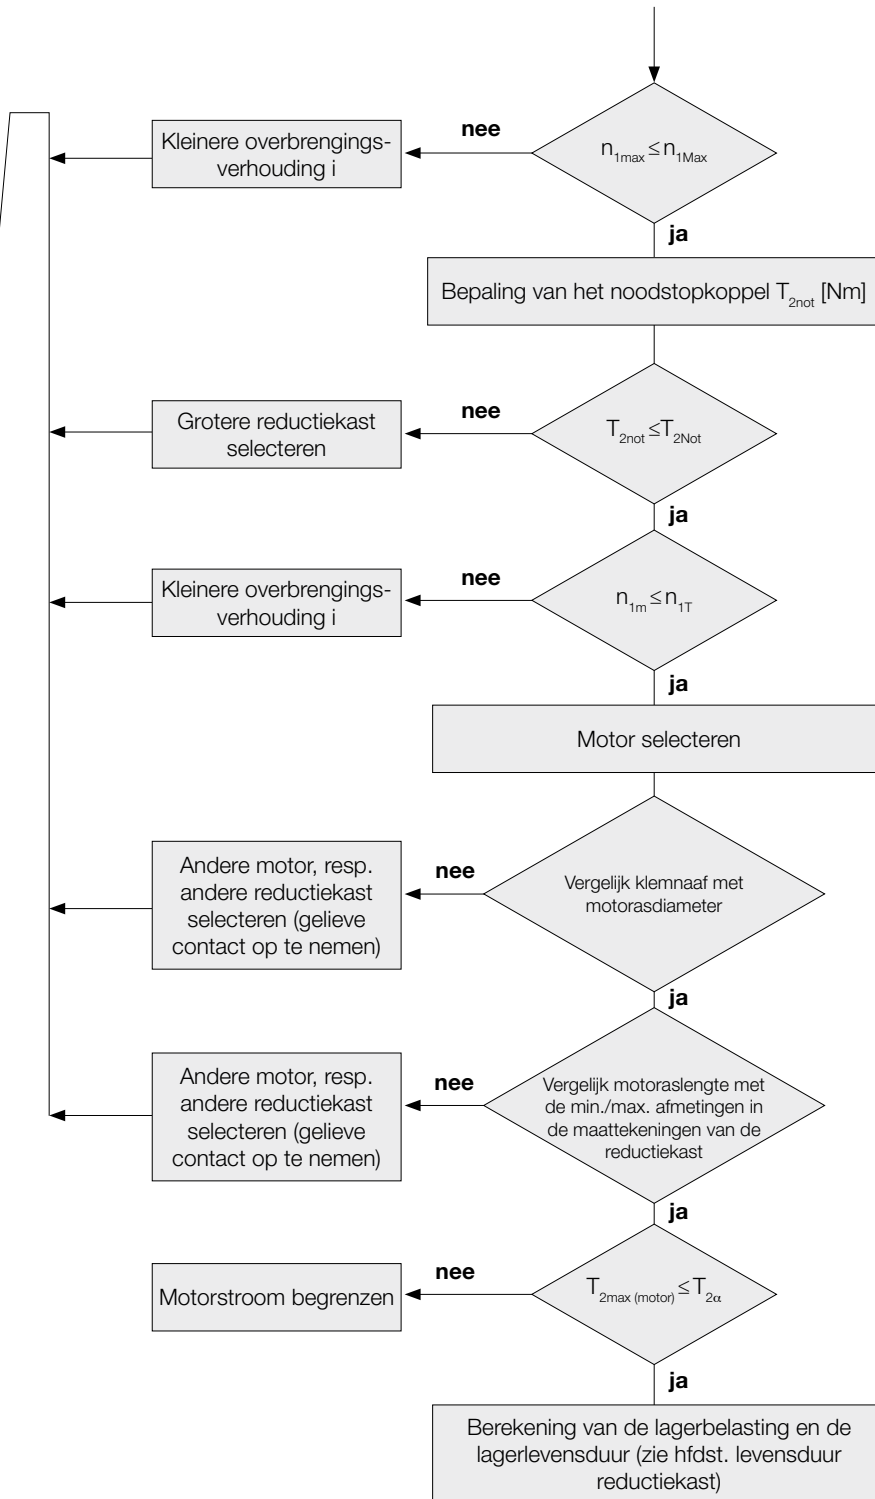 n1max ≤ n1Max
nee
Kleinere overbrengings-
verhouding i
ja
Bepaling van het noodstopkoppel T2not [Nm]
T2not ≤ T2Not
nee
Grotere reductiekast
selecteren
ja
n1m ≤ n1T
nee
Kleinere overbrengings-
verhouding i
ja
Motor selecteren
Vergelijk klemnaaf met
motorasdiameter
nee
Andere motor, resp.
andere reductiekast
selecteren (gelieve
contact op te nemen)
ja
Vergelijk motoraslengte met
de min./max. afmetingen in
de maattekeningen van de
reductiekast
nee
Andere motor, resp.
andere reductiekast
selecteren (gelieve
contact op te nemen)
ja
T2max (motor) ≤ T2α
nee
Motorstroom begrenzen
ja
Berekening van de lagerbelasting en de
lagerlevensduur (zie hfdst. levensduur
reductiekast)